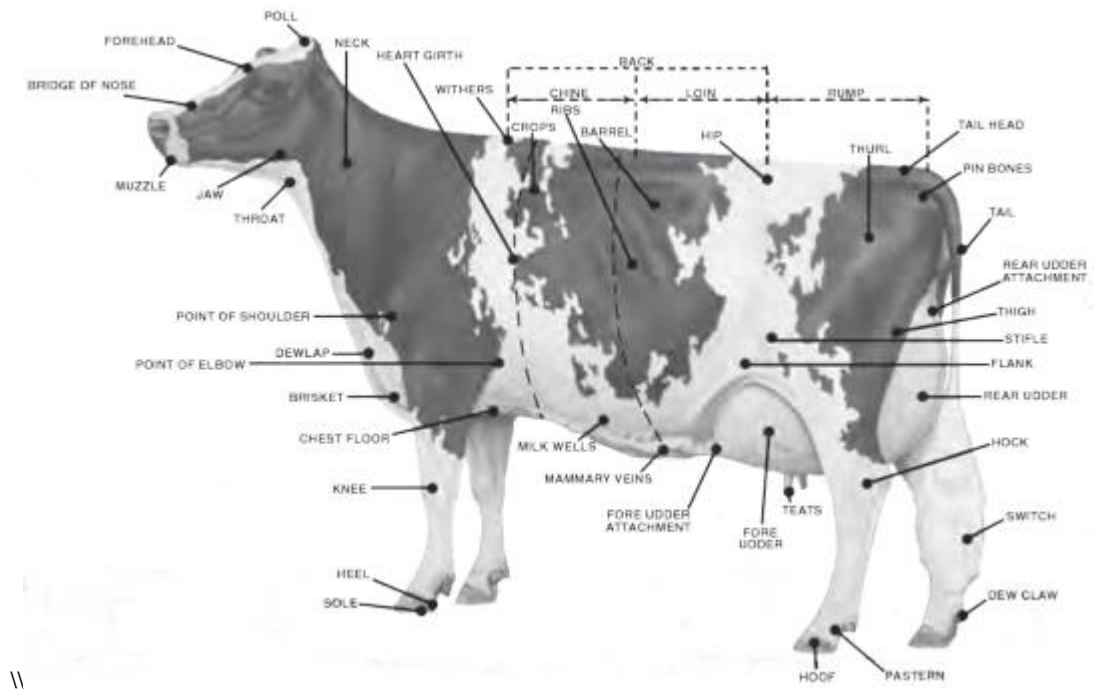 POLL
FOREHEAD
NECK
HEART GIRTH
BACK
BRIDGE OF NOSE
WITHERS
CHINE
LOIN
RUMP
RIBS
CROPS
BARREL
HIP
THURL
TAIL HEAD
PIN BONES
MUZZLE
JAW
THROAT
TAIL
REAR UDDER
ATTACHMENT
POINT OF SHOULDER
THIGH
STIFLE
DEWLAP
POINT OF ELBOW
FLANK
BRISKET
REAR UDDER
CHEST FLOOR
MILK WELLS
HOCK
MAMMARY VEINS
KNEE
FORE UDDER
ATTACHMENT
TEATS
FORE
UDDER
SWITCH
HEEL
SOLE
DEW CLAW
HOOF
PASTERN
\\